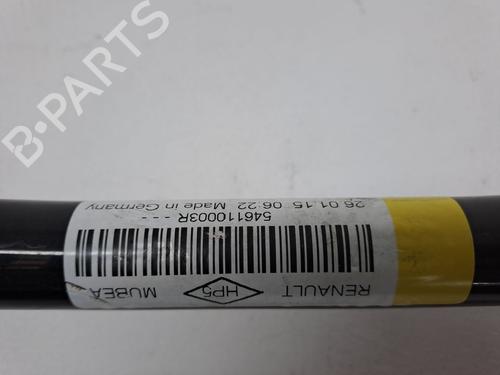 B-PARTS
26.01.15 06:22 Made in Germany
546110003R - - -
RENAULT HP5 MUBEA